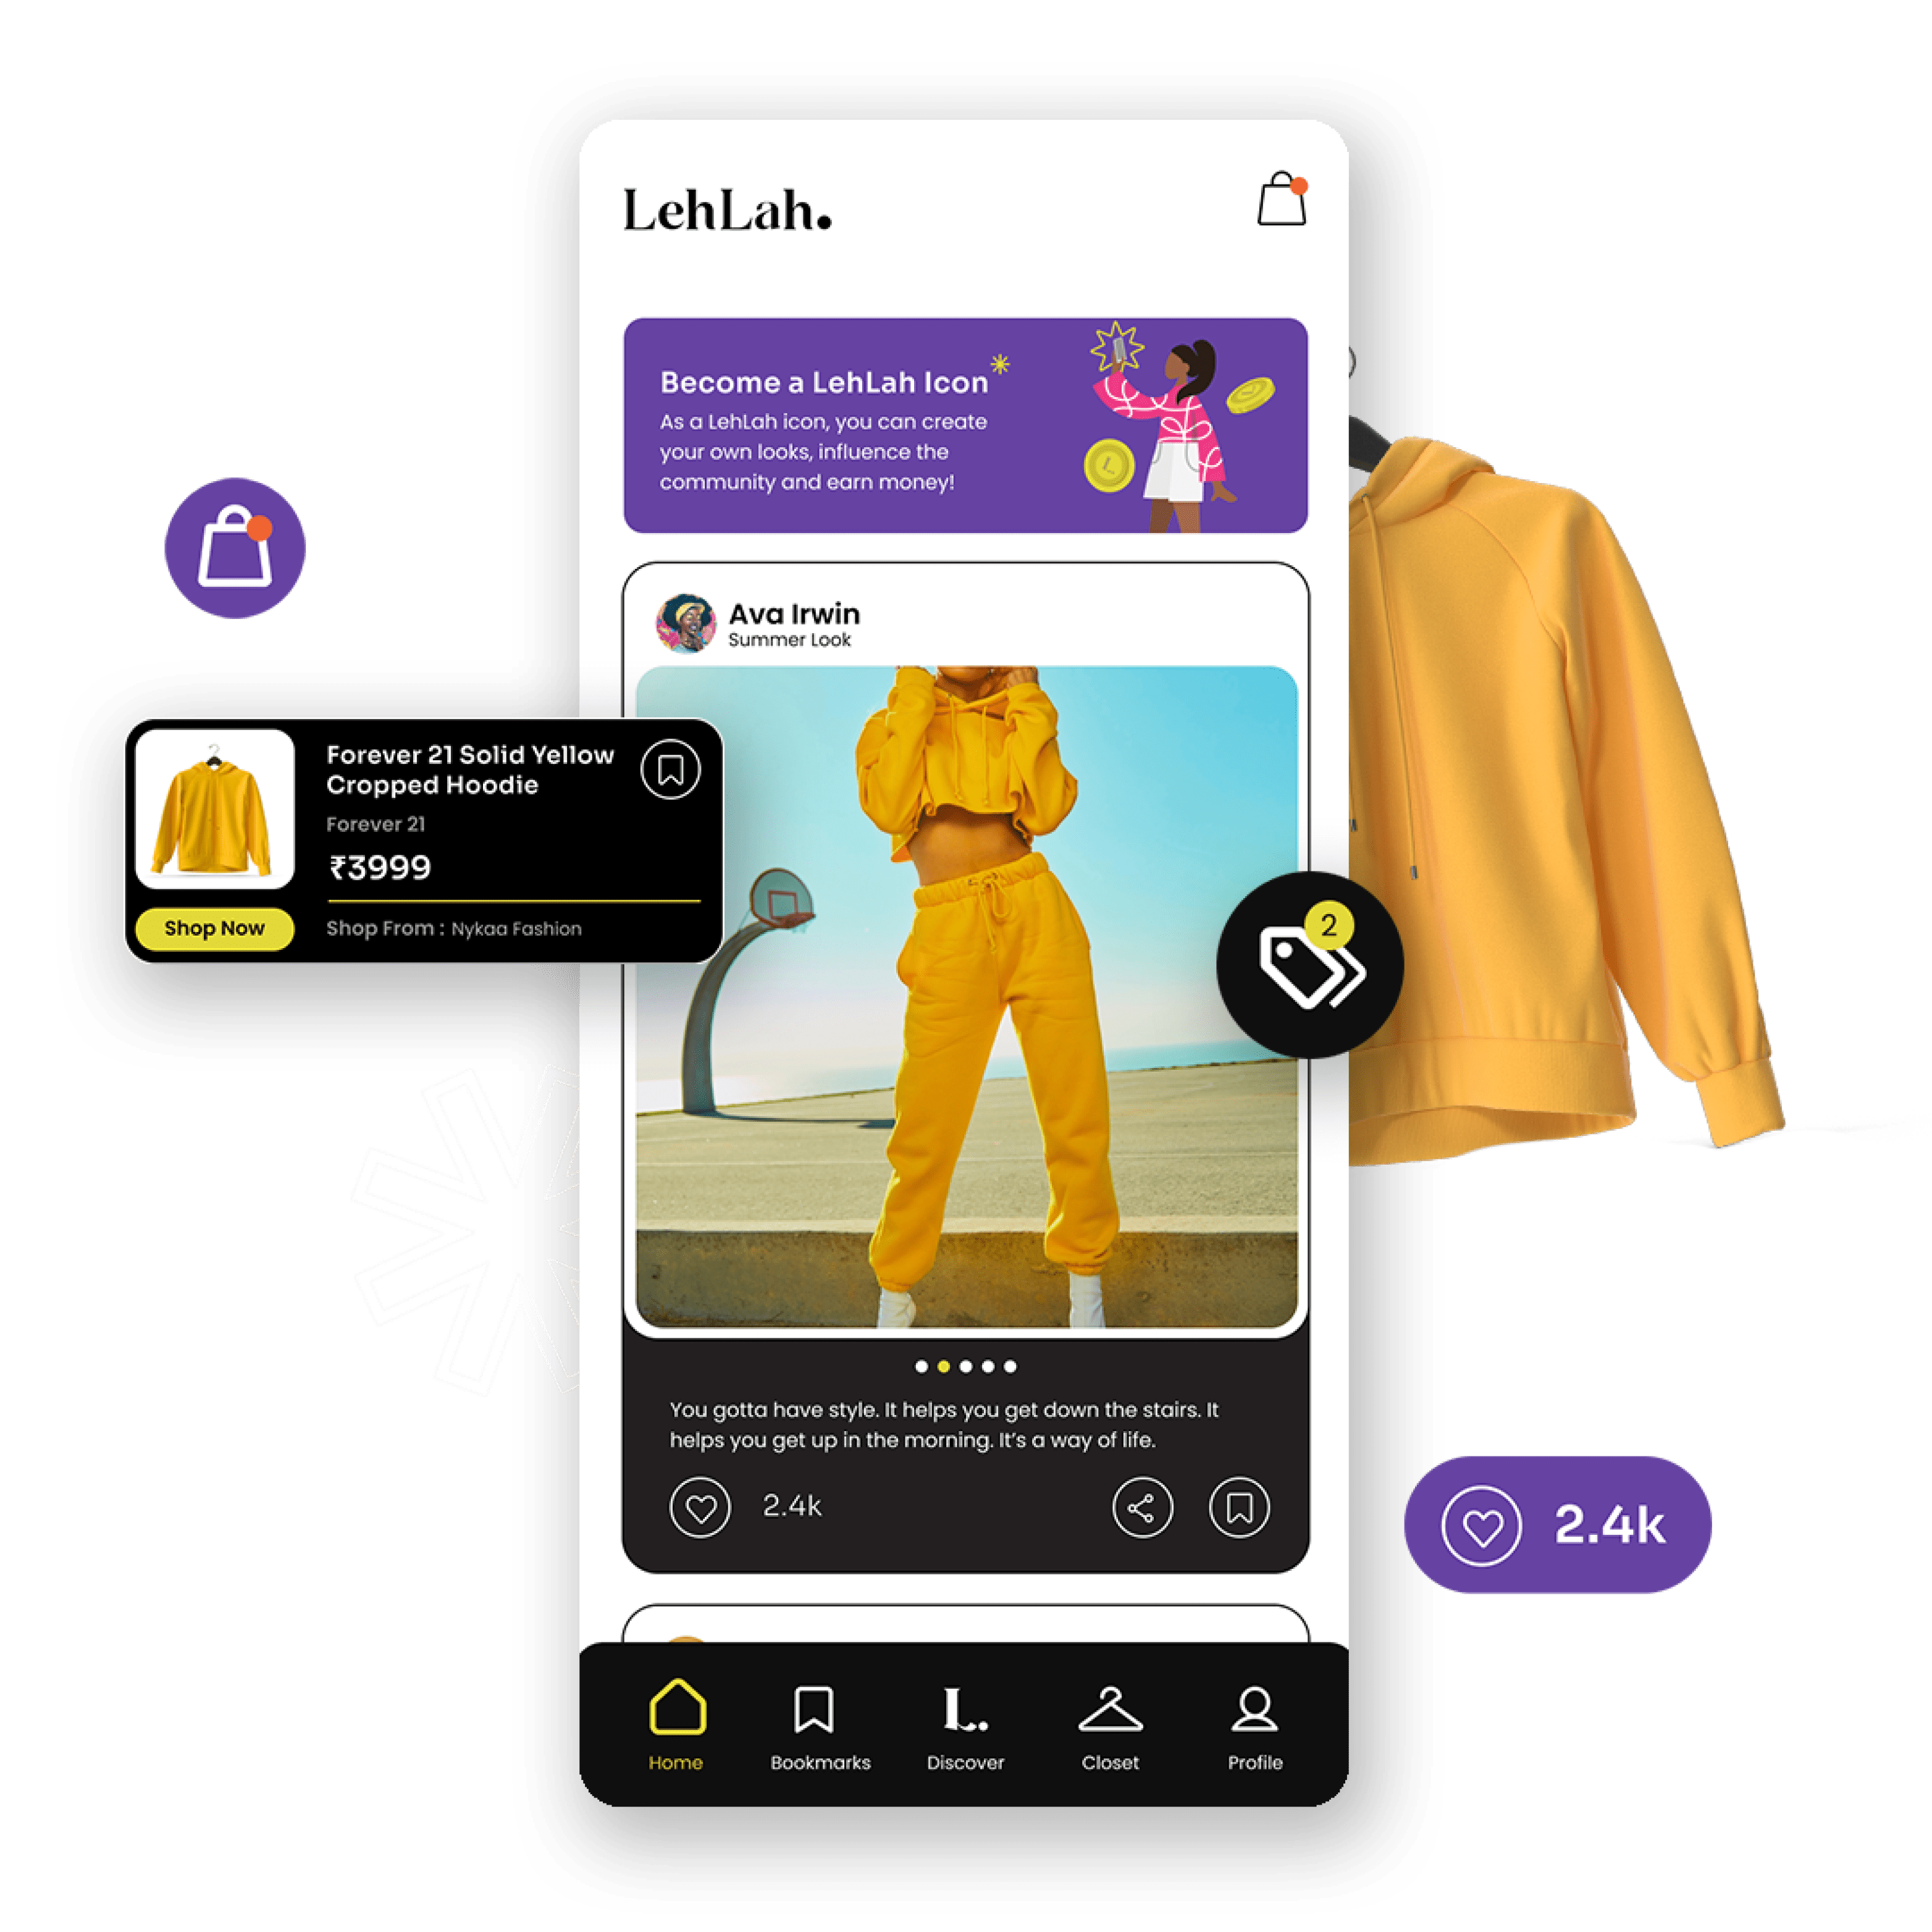 LehLah.
Become a LehLah Icon
As a LehLah icon, you can create
your own looks, influence the
community and earn money!
Ava Irwin
Summer Look
Forever 21 Solid Yellow
Cropped Hoodie
Forever 21
₹3999
Shop Now
Shop From : Nykaa Fashion
2
You gotta have style. It helps you get down the stairs. It
helps you get up in the morning. It's a way of life.
2.4k
2.4k
Home
L. 
Bookmarks
Discover
Closet
Profile